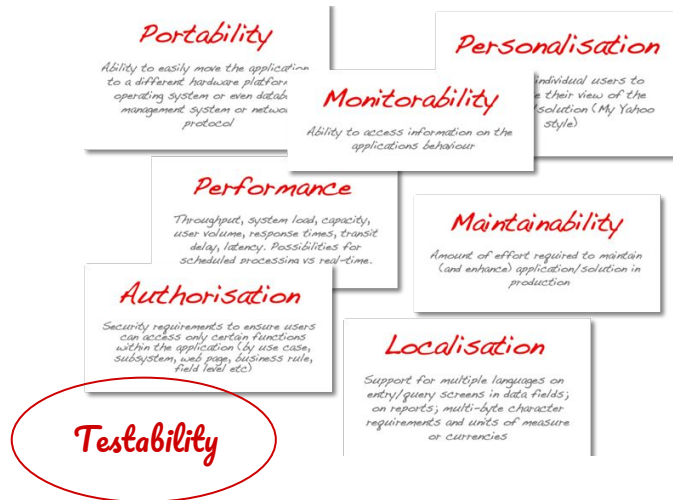 Portability
Ability to easily move the application
to a different hardware platfor
operating system or even datab
management system or netwo
protocol
Personalisation
individual users to
e their view of the
/solution (My Yahoo
style)
Monitorability
Ability to access information on the
applications behaviour
Performance
Throughput, system load, capacity,
user volume, response times, transit
delay, latency. Possibilities for
scheduled processing vs real-time.
Maintainability
Amount of effort required to maintain
(and enhance) application/solution in
production
Authorisation
Security requirements to ensure users
can access only certain functions
within the application (by use case,
subsystem, web page, business rule,
field level etc)
Localisation
Support for multiple languages on
entry/query screens in data fields;
on reports; multi-byte character
requirements and units of measure
or currencies
Testability